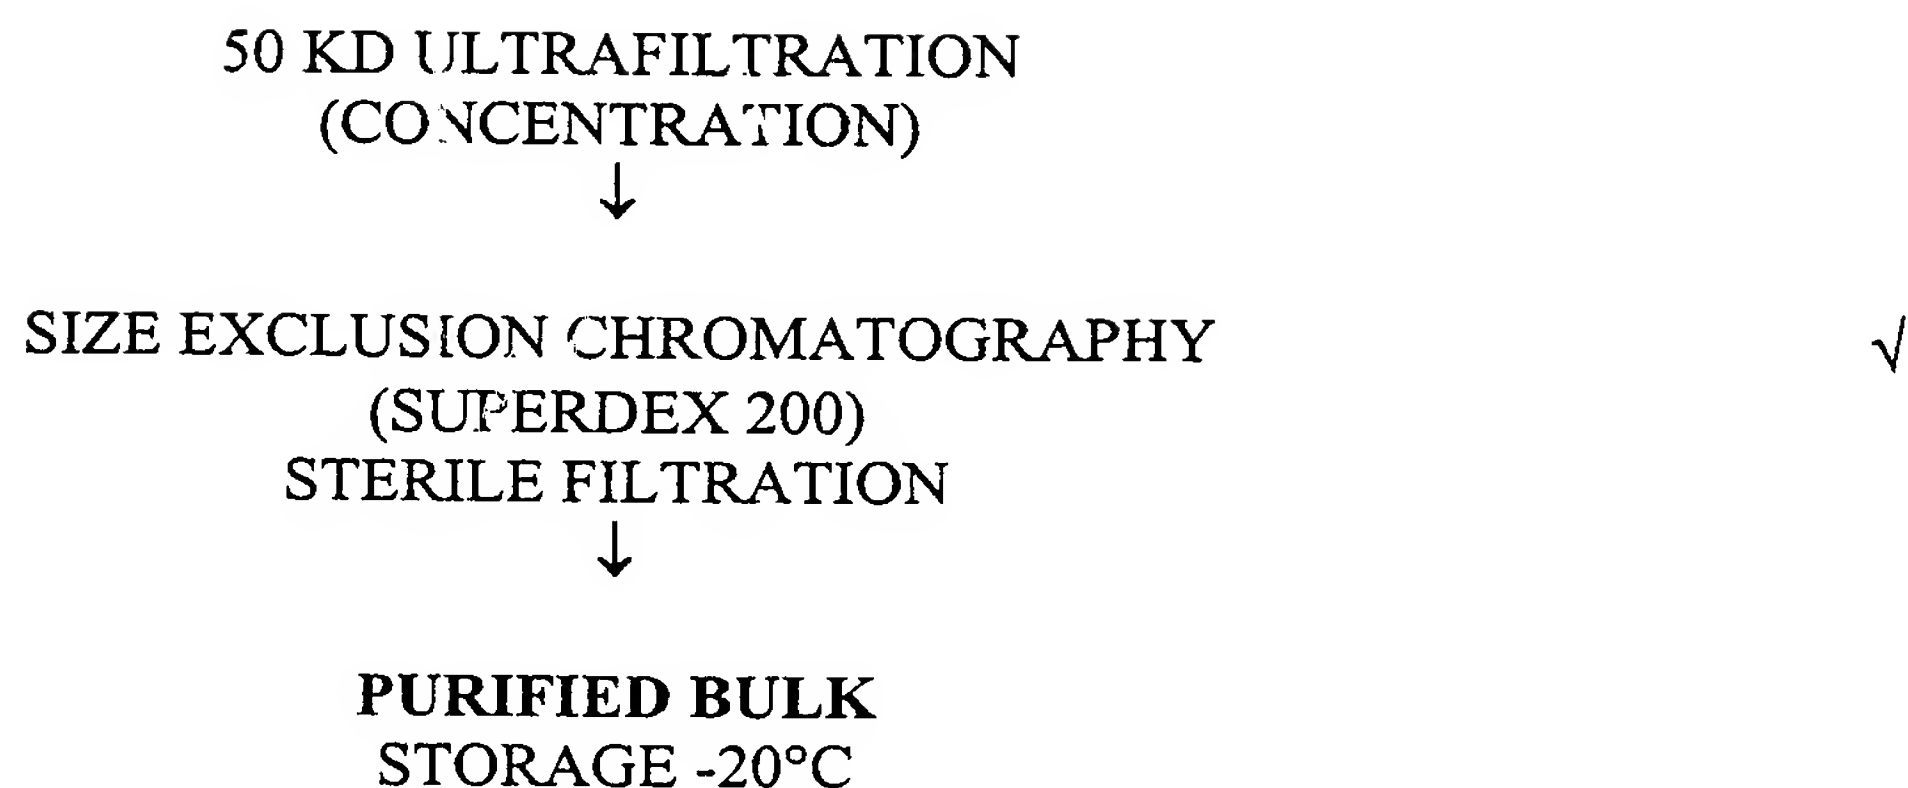 50 KD ULTRAFILTRATION
(CONCENTRATION)
↓
SIZE EXCLUSION CHROMATOGRAPHY √
(SUPERDEX 200)
STERILE FILTRATION
↓
PURIFIED BULK
STORAGE -20°C